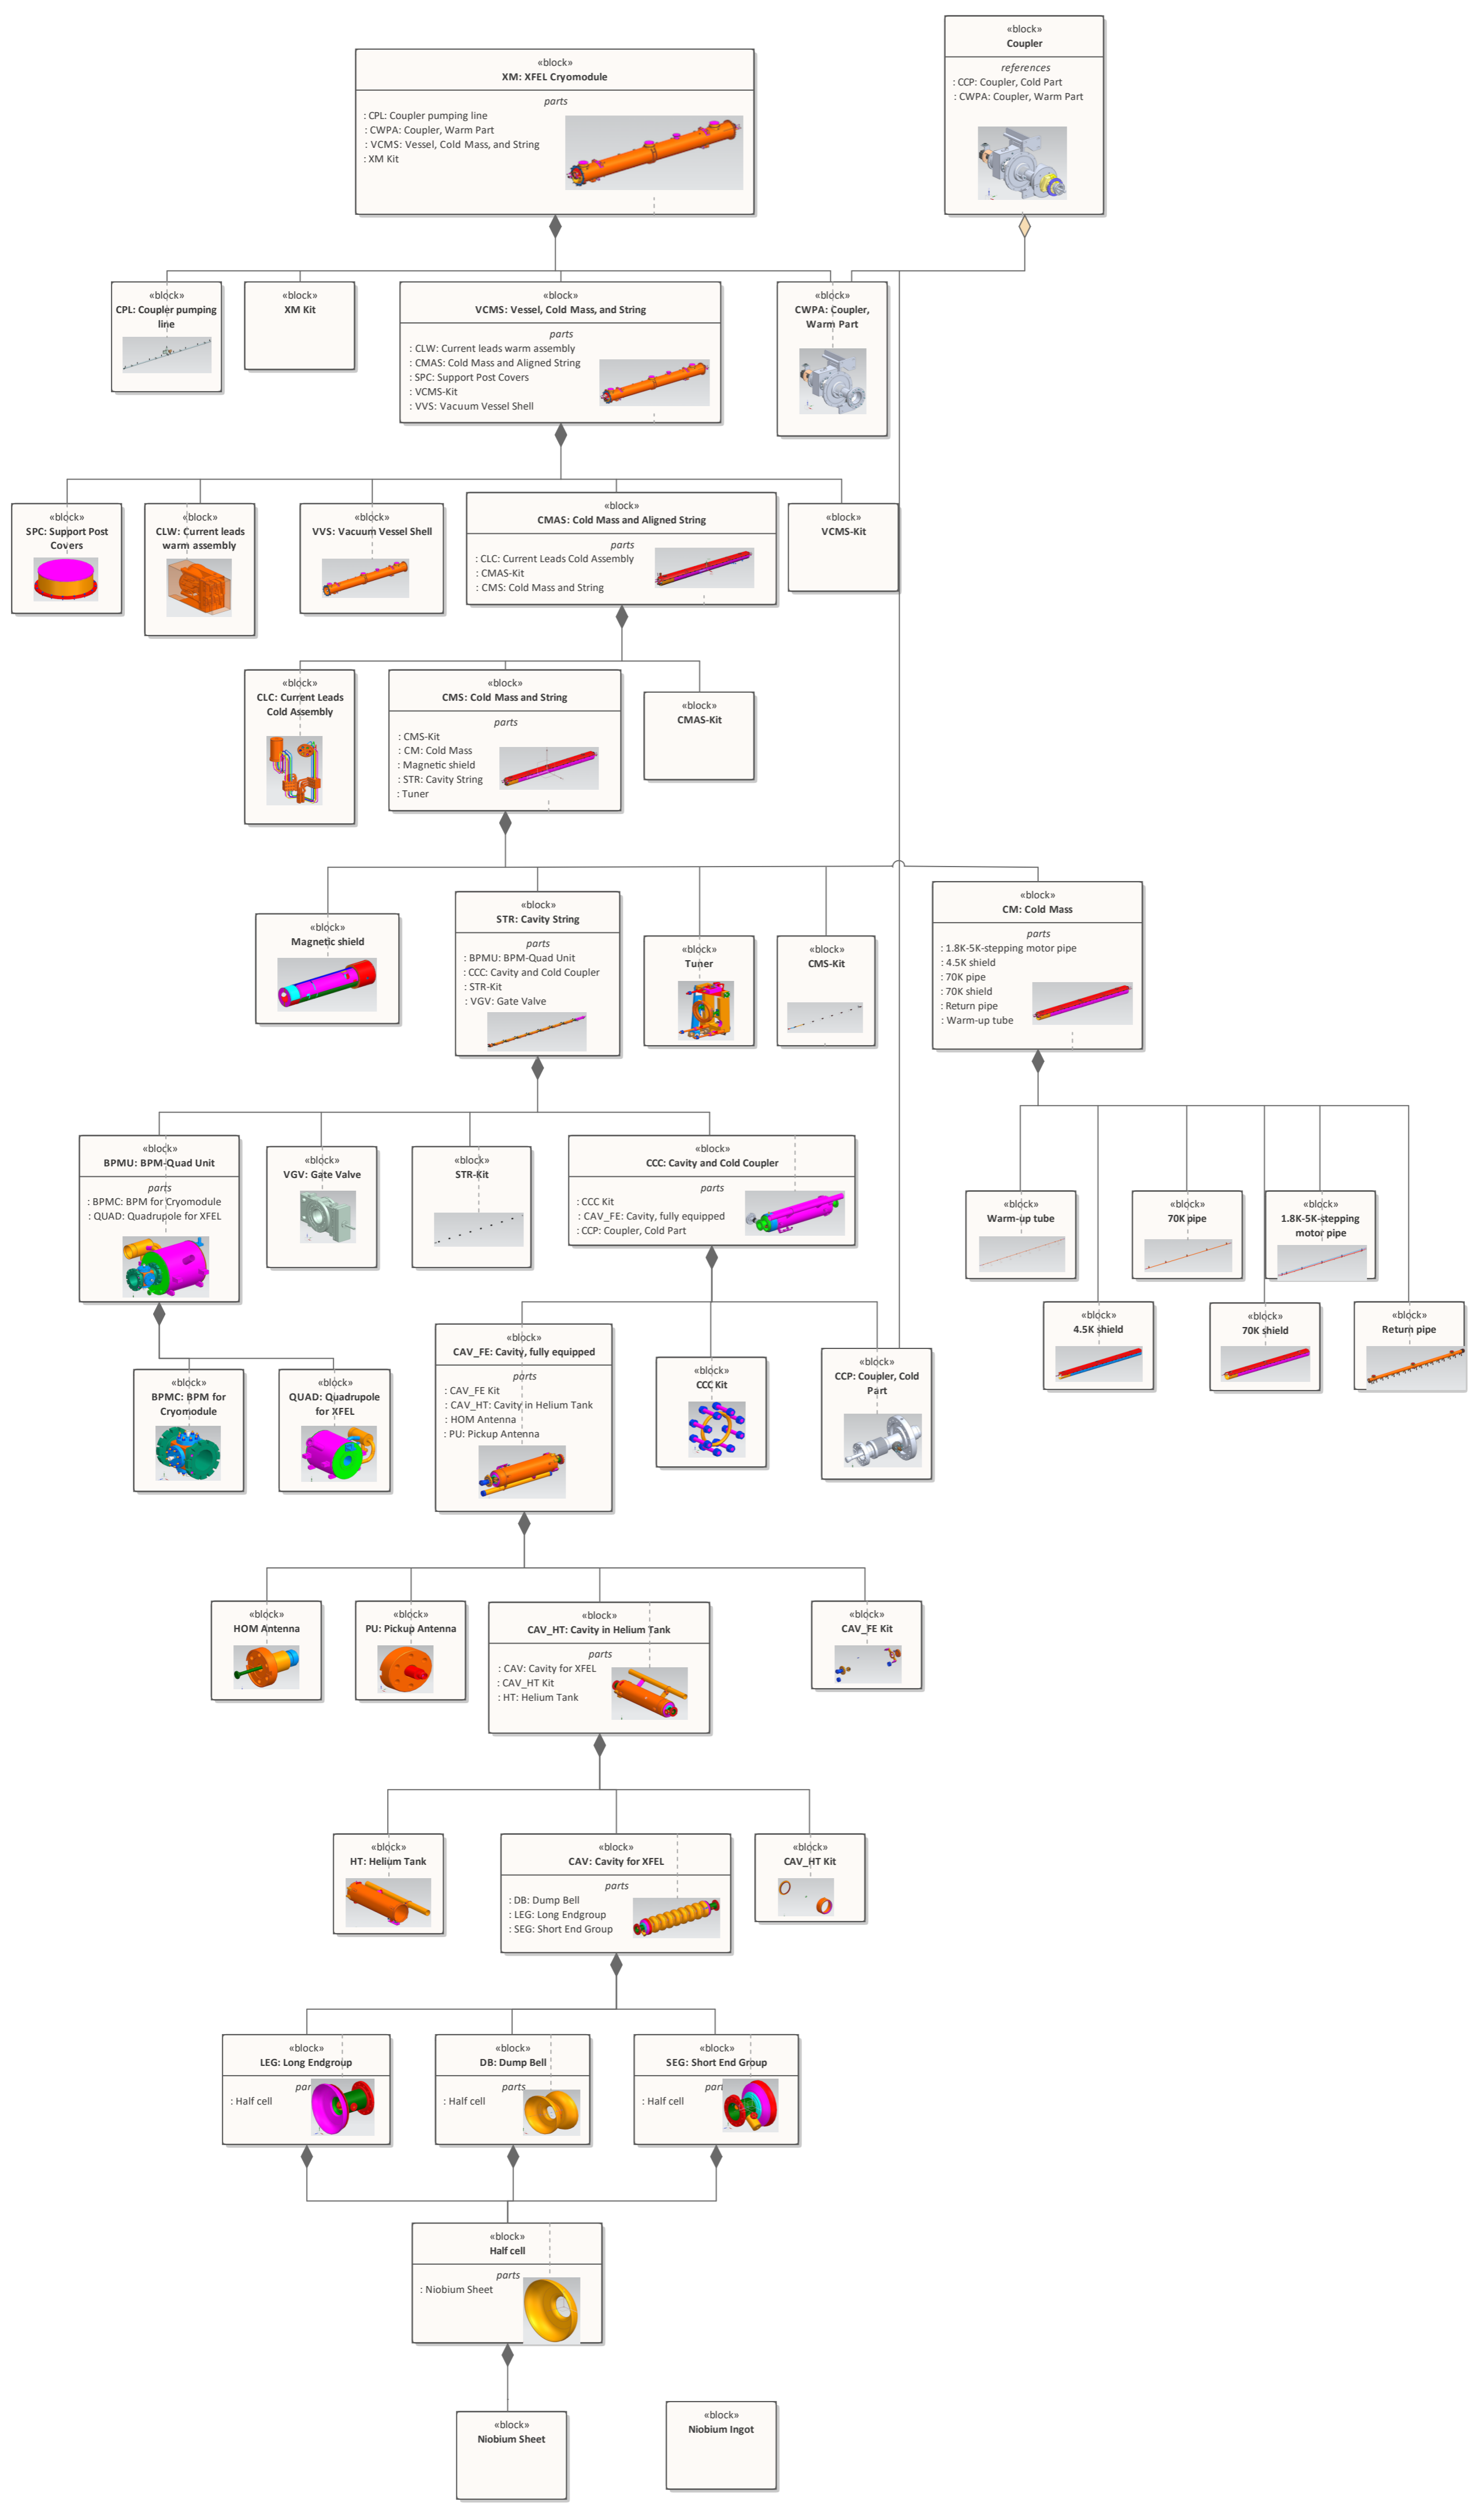 «block»
Coupler
references
: CCP: Coupler, Cold Part
: CWPA: Coupler, Warm Part
«block»
XM: XFEL Cryomodule
parts
: CPL: Coupler pumping line
: CWPA: Coupler, Warm Part
: VCMS: Vessel, Cold Mass, and String
: XM Kit
«block»
CPL: Coupler pumping
line
«block»
XM Kit
«block»
VCMS: Vessel, Cold Mass, and String
parts
: CLW: Current leads warm assembly
: CMAS: Cold Mass and Aligned String
: SPC: Support Post Covers
: VCMS-Kit
: VVS: Vacuum Vessel Shell
«block»
CWPA: Coupler,
Warm Part
«block»
SPC: Support Post
Covers
«block»
CLW: Current leads
warm assembly
«block»
VVS: Vacuum Vessel Shell
«block»
CMAS: Cold Mass and Aligned String
parts
: CLC: Current Leads Cold Assembly
: CMAS-Kit
: CMS: Cold Mass and String
«block»
VCMS-Kit
«block»
CLC: Current Leads
Cold Assembly
«block»
CMS: Cold Mass and String
parts
: CMS-Kit
: CM: Cold Mass
: Magnetic shield
: STR: Cavity String
: Tuner
«block»
CMAS-Kit
«block»
Magnetic shield
«block»
STR: Cavity String
parts
: BPMU: BPM-Quad Unit
: CCC: Cavity and Cold Coupler
: STR-Kit
: VGV: Gate Valve
«block»
Tuner
«block»
CMS-Kit
«block»
CM: Cold Mass
parts
: 1.8K-5K-stepping motor pipe
: 4.5K shield
: 70K pipe
: 70K shield
: Return pipe
: Warm-up tube
«block»
BPMU: BPM-Quad Unit
parts
: BPMC: BPM for Cryomodule
: QUAD: Quadrupole for XFEL
«block»
VGV: Gate Valve
«block»
STR-Kit
«block»
CCC: Cavity and Cold Coupler
parts
: CCC Kit
: CAV_FE: Cavity, fully equipped
: CCP: Coupler, Cold Part
«block»
Warm-up tube
«block»
70K pipe
«block»
1.8K-5K-stepping
motor pipe
«block»
4.5K shield
«block»
70K shield
«block»
Return pipe
«block»
BPMC: BPM for
Cryomodule
«block»
QUAD: Quadrupole
for XFEL
«block»
CAV_FE: Cavity, fully equipped
parts
: CAV_FE Kit
: CAV_HT: Cavity in Helium Tank
: HOM Antenna
: PU: Pickup Antenna
«block»
CCC Kit
«block»
CCP: Coupler, Cold
Part
«block»
HOM Antenna
«block»
PU: Pickup Antenna
«block»
CAV_HT: Cavity in Helium Tank
parts
: CAV: Cavity for XFEL
: CAV_HT Kit
: HT: Helium Tank
«block»
CAV_FE Kit
«block»
HT: Helium Tank
«block»
CAV: Cavity for XFEL
parts
: DB: Dump Bell
: LEG: Long Endgroup
: SEG: Short End Group
«block»
CAV_HT Kit
«block»
LEG: Long Endgroup
par
: Half cell
«block»
DB: Dump Bell
parts
: Half cell
«block»
SEG: Short End Group
part
: Half cell
«block»
Half cell
parts
: Niobium Sheet
«block»
Niobium Sheet
«block»
Niobium Ingot